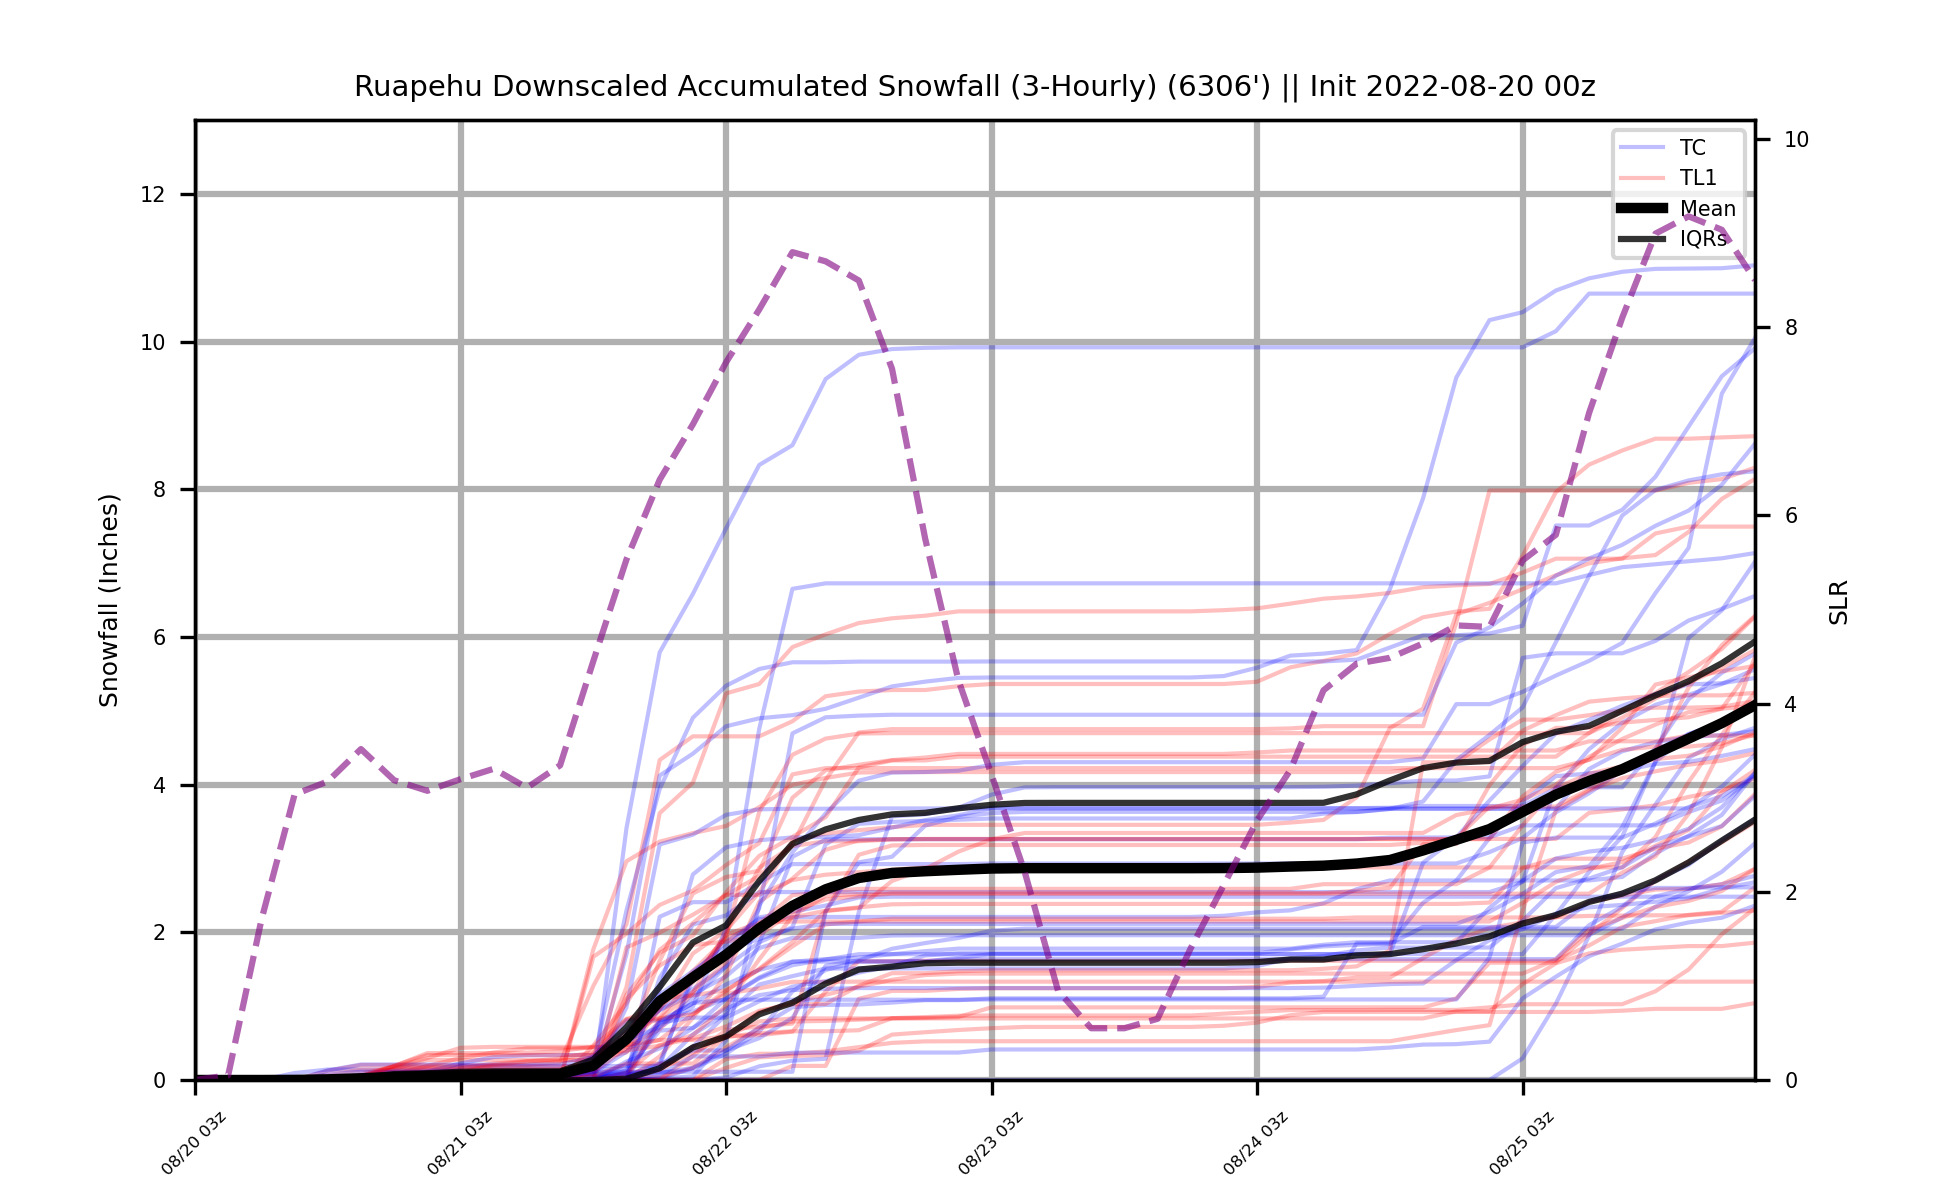 Ruapehu Downscaled Accumulated Snowfall (3-Hourly) (6306') || Init 2022-08-20 00z
TC
TL1
Mean
IQRs
Snowfall (Inches)
12
10
8
6
4
2
0
10
8
6
4
2
0
SLR
08/20 03z
08/21 03z
08/22 03z
08/23 03z
08/24 03z
08/25 03z